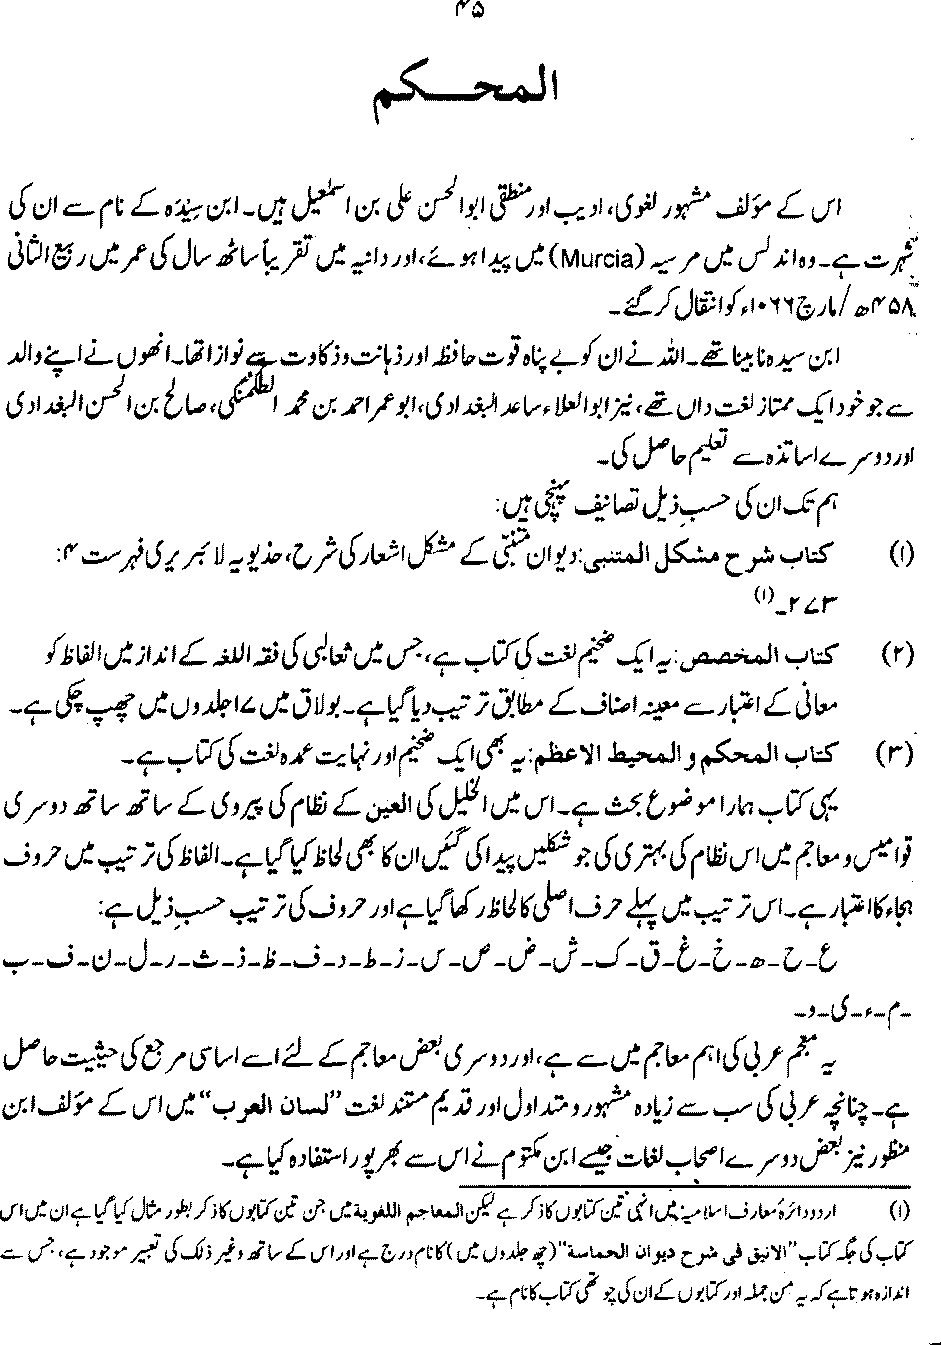 ۴۵
المحکم
اس کے مؤلف مشہور لغوی، ادیب اور منطقی ابوالحسن علی بن اسمٰعیل ہیں۔ ابن سِیْدَہ کے نام سے ان کی
شہرت ہے۔ وہ اندلس میں مرسیہ (Murcia) میں پیدا ہوئے، اور دانیہ میں تقریباً ساٹھ سال کی عمر میں ربیع الثانی
۴۵۸ھ/مارچ ۱۰۶۶ء کو انتقال کر گئے۔
ابن سیدہ نابینا تھے۔ اللہ نے ان کو بے پناہ قوت حافظہ اور ذہانت و ذکاوت سے نوازا تھا۔ انھوں نے اپنے والد
سے جو خود ایک ممتاز لغت داں تھے، نیز ابوالعلاء ساعد البغدادی، ابوعمر احمد بن محمد الطلمنکی، صالح بن الحسن البغدادی
اور دوسرے اساتذہ سے تعلیم حاصل کی۔
ہم تک ان کی حسبِ ذیل تصانیف پہنچی ہیں:
(۱) کتاب شرح مشکل المتنبی: دیوان متنبّی کے مشکل اشعار کی شرح، خدیویہ لائبریری فہرست ۴:
۲۷۳۔(۱)
(۲) کتاب المخصص: یہ ایک ضخیم لغت کی کتاب ہے، جس میں ثعالبی کی فقہ اللغہ کے انداز میں الفاظ کو
معانی کے اعتبار سے معینہ اصناف کے مطابق ترتیب دیا گیا ہے۔ بولاق میں ۱۷ جلدوں میں چھپ چکی ہے۔
(۳) کتاب المحکم و المحیط الاعظم: یہ بھی ایک ضخیم اور نہایت عمدہ لغت کی کتاب ہے۔
یہی کتاب ہمارا موضوع بحث ہے۔ اس میں الخلیل کی العین کے نظام کی پیروی کے ساتھ ساتھ دوسری
قوامیس و معاجم میں اس نظام کی بہتری کی جو شکلیں پیدا کی گئیں ان کا بھی لحاظ کیا گیا ہے۔ الفاظ کی ترتیب میں حروف
ہجاء کا اعتبار ہے۔ اس ترتیب میں پہلے حرف اصلی کا لحاظ رکھا گیا ہے اور حروف کی ترتیب حسبِ ذیل ہے:
ع۔ح۔ھ۔خ۔غ۔ق۔ک۔ش۔ض۔ص۔س۔ز۔ط۔د۔ف۔ظ۔ذ۔ث۔ر۔ل۔ن۔ف۔ب
۔م۔ء۔ی۔و۔
یہ معجم عربی کی اہم معاجم میں سے ہے، اور دوسری بعض معاجم کے لئے اسے اساسی مرجع کی حیثیت حاصل
ہے۔ چنانچہ عربی کی سب سے زیادہ مشہور و متداول اور قدیم مستند لغت "لسان العرب" میں اس کے مؤلف ابن
منظور نیز بعض دوسرے اصحاب لغات جیسے ابن مکتوم نے اس سے بھر پور استفادہ کیا ہے۔
(۱) اردو دائرۂ معارف اسلامیہ میں انہی تین کتابوں کا ذکر ہے لیکن المعاجم اللغویة میں جن تین کتابوں کا ذکر بطور مثال کیا گیا ہے ان میں اس
کتاب کی جگہ کتاب "الانیق فی شرح دیوان الحماسة" (چھ جلدوں میں) کا نام درج ہے اور اس کے ساتھ وغیر ذلک کی تعبیر موجود ہے، جس سے
اندازہ ہوتا ہے کہ یہ من جملہ اور کتابوں کے ان کی چوتھی کتاب کا نام ہے۔